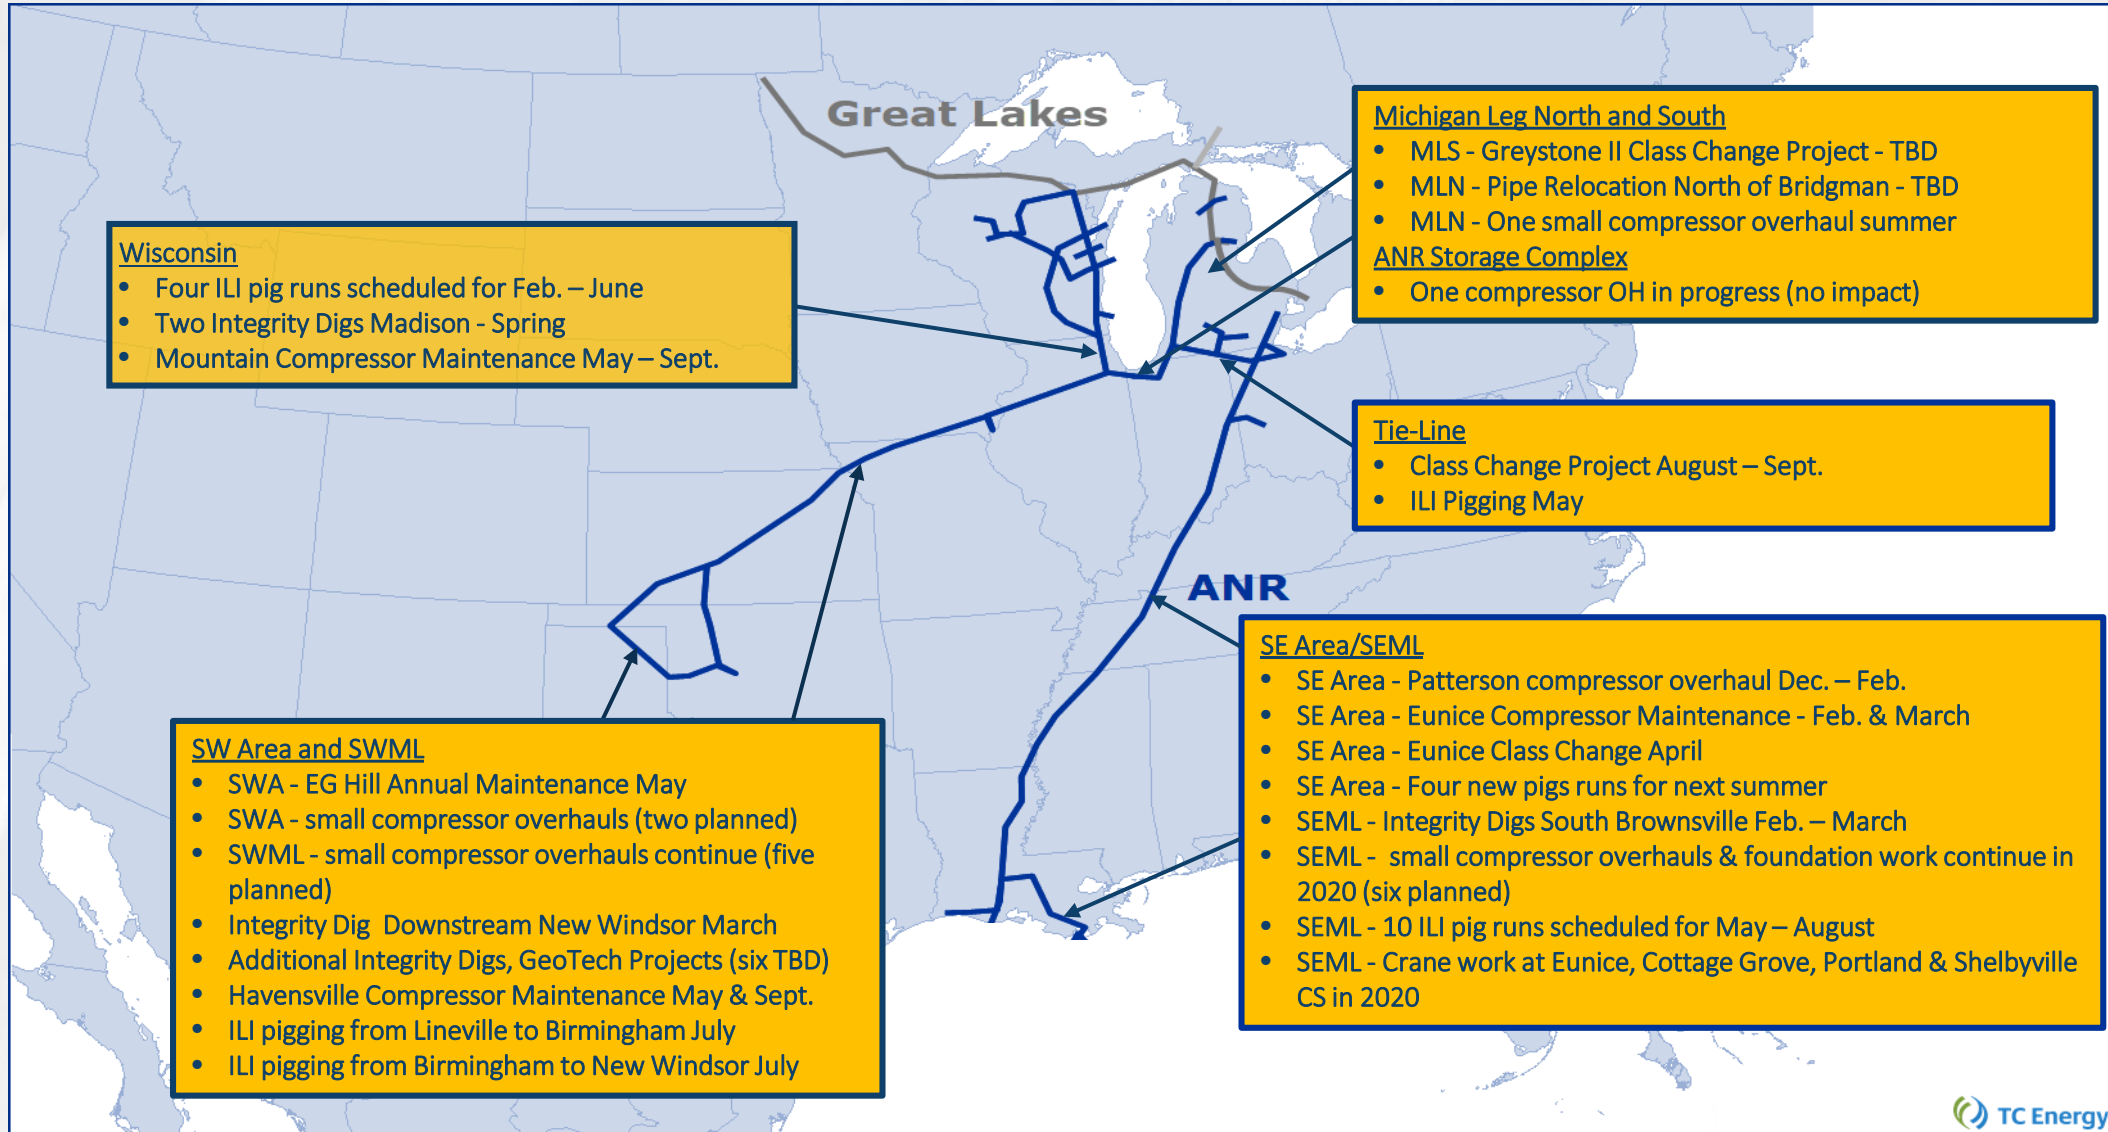 Great Lakes
Michigan Leg North and South
• MLS - Greystone II Class Change Project - TBD
• MLN - Pipe Relocation North of Bridgman - TBD
• MLN - One small compressor overhaul summer
ANR Storage Complex
• One compressor OH in progress (no impact)
Wisconsin
• Four ILI pig runs scheduled for Feb. – June
• Two Integrity Digs Madison - Spring
• Mountain Compressor Maintenance May – Sept.
Tie-Line
• Class Change Project August – Sept.
• ILI Pigging May
ANR
SE Area/SEML
• SE Area - Patterson compressor overhaul Dec. – Feb.
• SE Area - Eunice Compressor Maintenance - Feb. & March
• SE Area - Eunice Class Change April
• SE Area - Four new pigs runs for next summer
• SEML - Integrity Digs South Brownsville Feb. – March
• SEML - small compressor overhauls & foundation work continue in
2020 (six planned)
• SEML - 10 ILI pig runs scheduled for May – August
• SEML - Crane work at Eunice, Cottage Grove, Portland & Shelbyville
CS in 2020
SW Area and SWML
• SWA - EG Hill Annual Maintenance May
• SWA - small compressor overhauls (two planned)
• SWML - small compressor overhauls continue (five
planned)
• Integrity Dig Downstream New Windsor March
• Additional Integrity Digs, GeoTech Projects (six TBD)
• Havensville Compressor Maintenance May & Sept.
• ILI pigging from Lineville to Birmingham July
• ILI pigging from Birmingham to New Windsor July
TC Energy